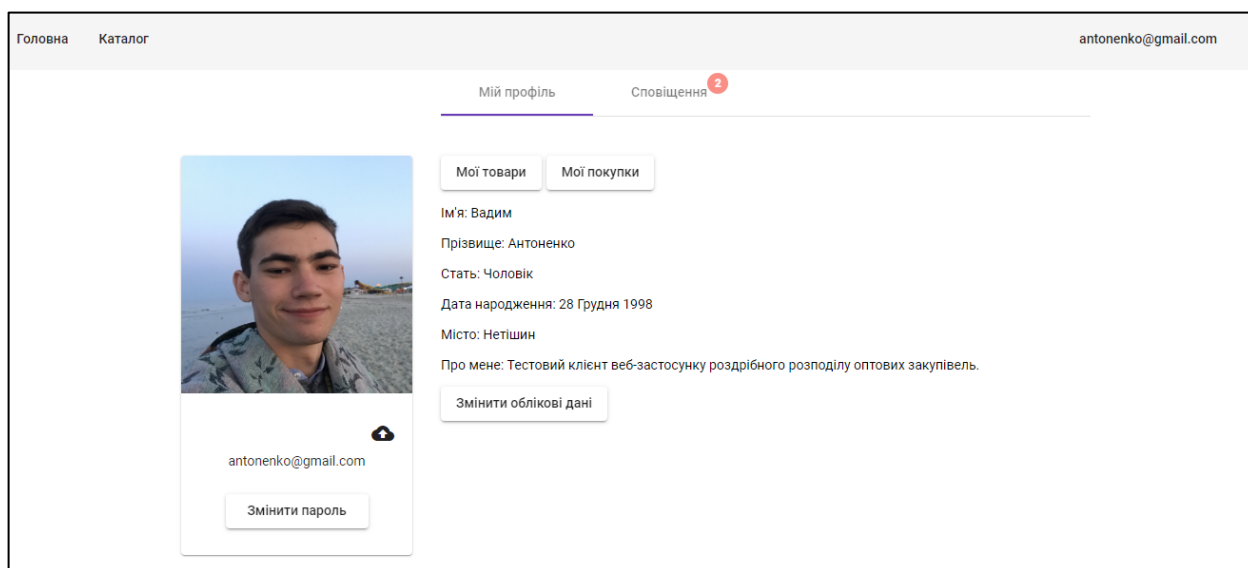 Головна Каталог antonenko@gmail.com
Мій профіль Сповіщення 2
Мої товари Мої покупки
Ім'я: Вадим
Прізвище: Антоненко
Стать: Чоловік
Дата народження: 28 Грудня 1998
Місто: Нетішин
Про мене: Тестовий клієнт веб-застосунку роздрібного розподілу оптових закупівель.
Змінити облікові дані
antonenko@gmail.com
Змінити пароль